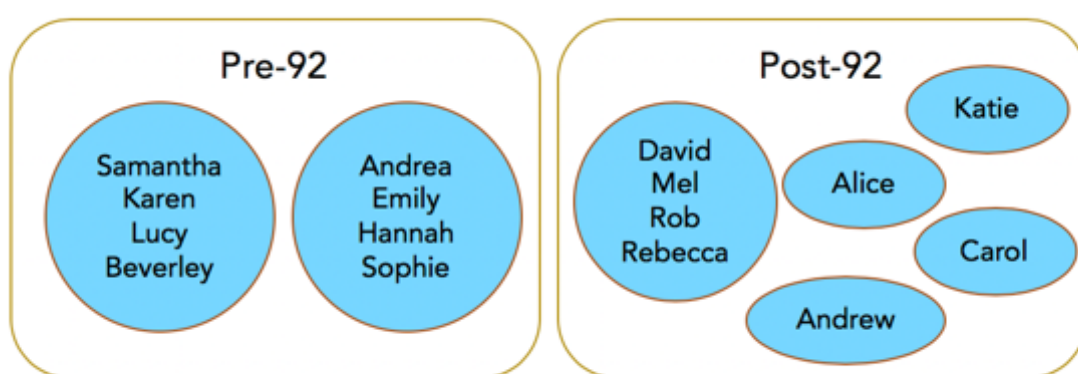 Pre-92
Samantha
Karen
Lucy
Beverley
Andrea
Emily
Hannah
Sophie
Post-92
David
Mel
Rob
Rebecca
Katie
Alice
Carol
Andrew